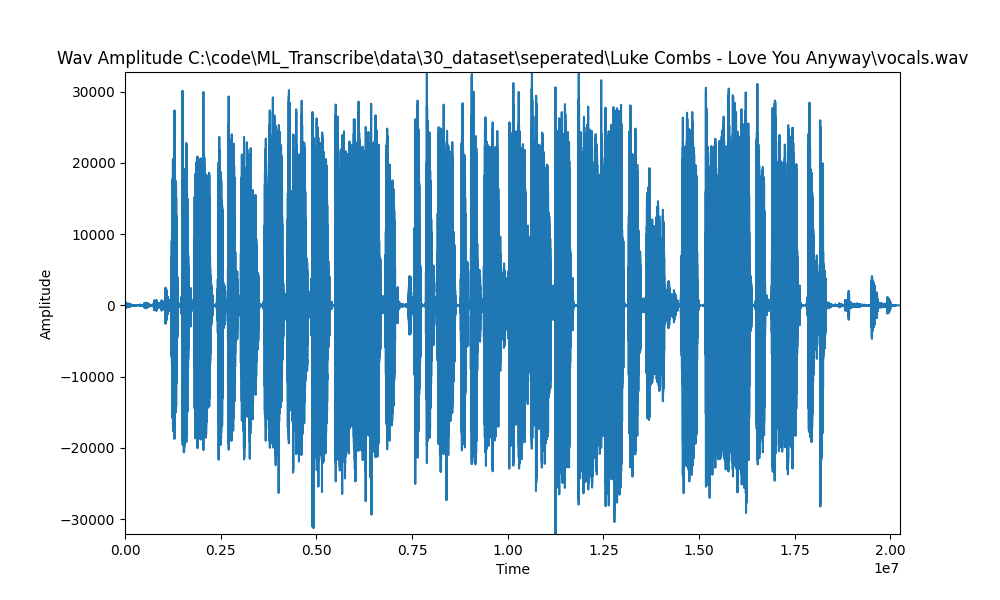 Wav Amplitude C:\code\ML_Transcribe\data\30_dataset\seperated\Luke Combs - Love You Anyway\vocals.wav
30000
20000
10000
0
−10000
−20000
−30000
Amplitude
0.00 0.25 0.50 0.75 1.00 1.25 1.50 1.75 2.00
1e7
Time